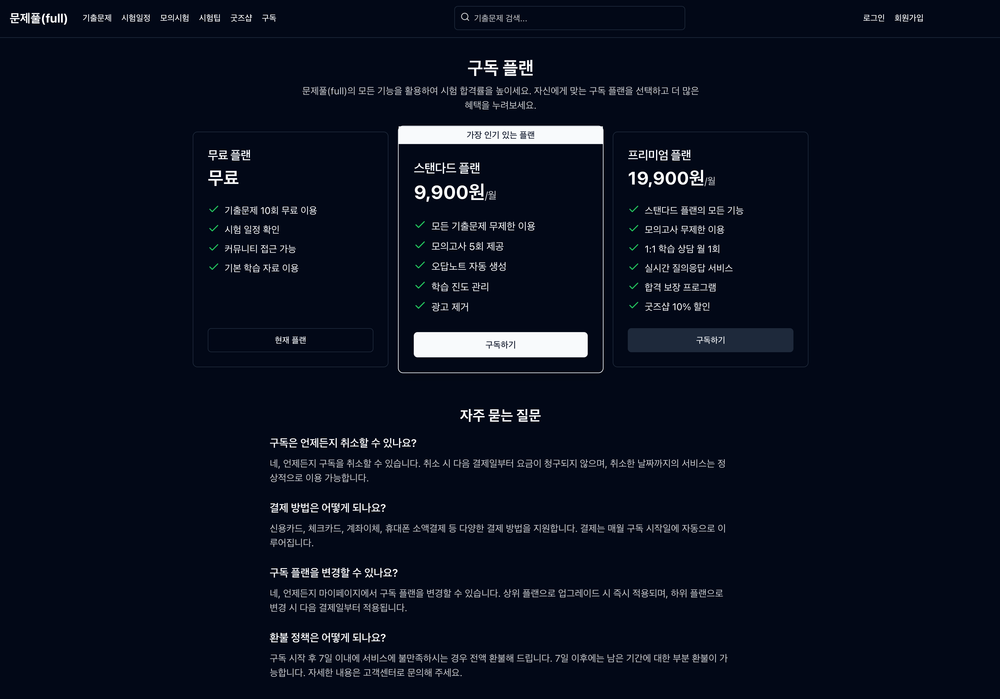 문제풀(full) 기출문제 시험일정 모의시험 시험팁 굿즈샵 구독 기출문제 검색... 로그인 회원가입
구독 플랜
문제풀(full)의 모든 기능을 활용하여 시험 합격률을 높이세요. 자신에게 맞는 구독 플랜을 선택하고 더 많은
혜택을 누려보세요.
무료 플랜
무료
기출문제 10회 무료 이용
시험 일정 확인
커뮤니티 접근 가능
기본 학습 자료 이용
현재 플랜
가장 인기 있는 플랜
스탠다드 플랜
9,900원/월
모든 기출문제 무제한 이용
모의고사 5회 제공
오답노트 자동 생성
학습 진도 관리
광고 제거
구독하기
프리미엄 플랜
19,900원/월
스탠다드 플랜의 모든 기능
모의고사 무제한 이용
1:1 학습 상담 월 1회
실시간 질의응답 서비스
합격 보장 프로그램
굿즈샵 10% 할인
구독하기
자주 묻는 질문
구독은 언제든지 취소할 수 있나요?
네, 언제든지 구독을 취소할 수 있습니다. 취소 시 다음 결제일부터 요금이 청구되지 않으며, 취소한 날짜까지의 서비스는 정
상적으로 이용 가능합니다.
결제 방법은 어떻게 되나요?
신용카드, 체크카드, 계좌이체, 휴대폰 소액결제 등 다양한 결제 방법을 지원합니다. 결제는 매월 구독 시작일에 자동으로 이
루어집니다.
구독 플랜을 변경할 수 있나요?
네, 언제든지 마이페이지에서 구독 플랜을 변경할 수 있습니다. 상위 플랜으로 업그레이드 시 즉시 적용되며, 하위 플랜으로
변경 시 다음 결제일부터 적용됩니다.
환불 정책은 어떻게 되나요?
구독 시작 후 7일 이내에 서비스에 불만족하시는 경우 전액 환불해 드립니다. 7일 이후에는 남은 기간에 대한 부분 환불이 가
능합니다. 자세한 내용은 고객센터로 문의해 주세요.